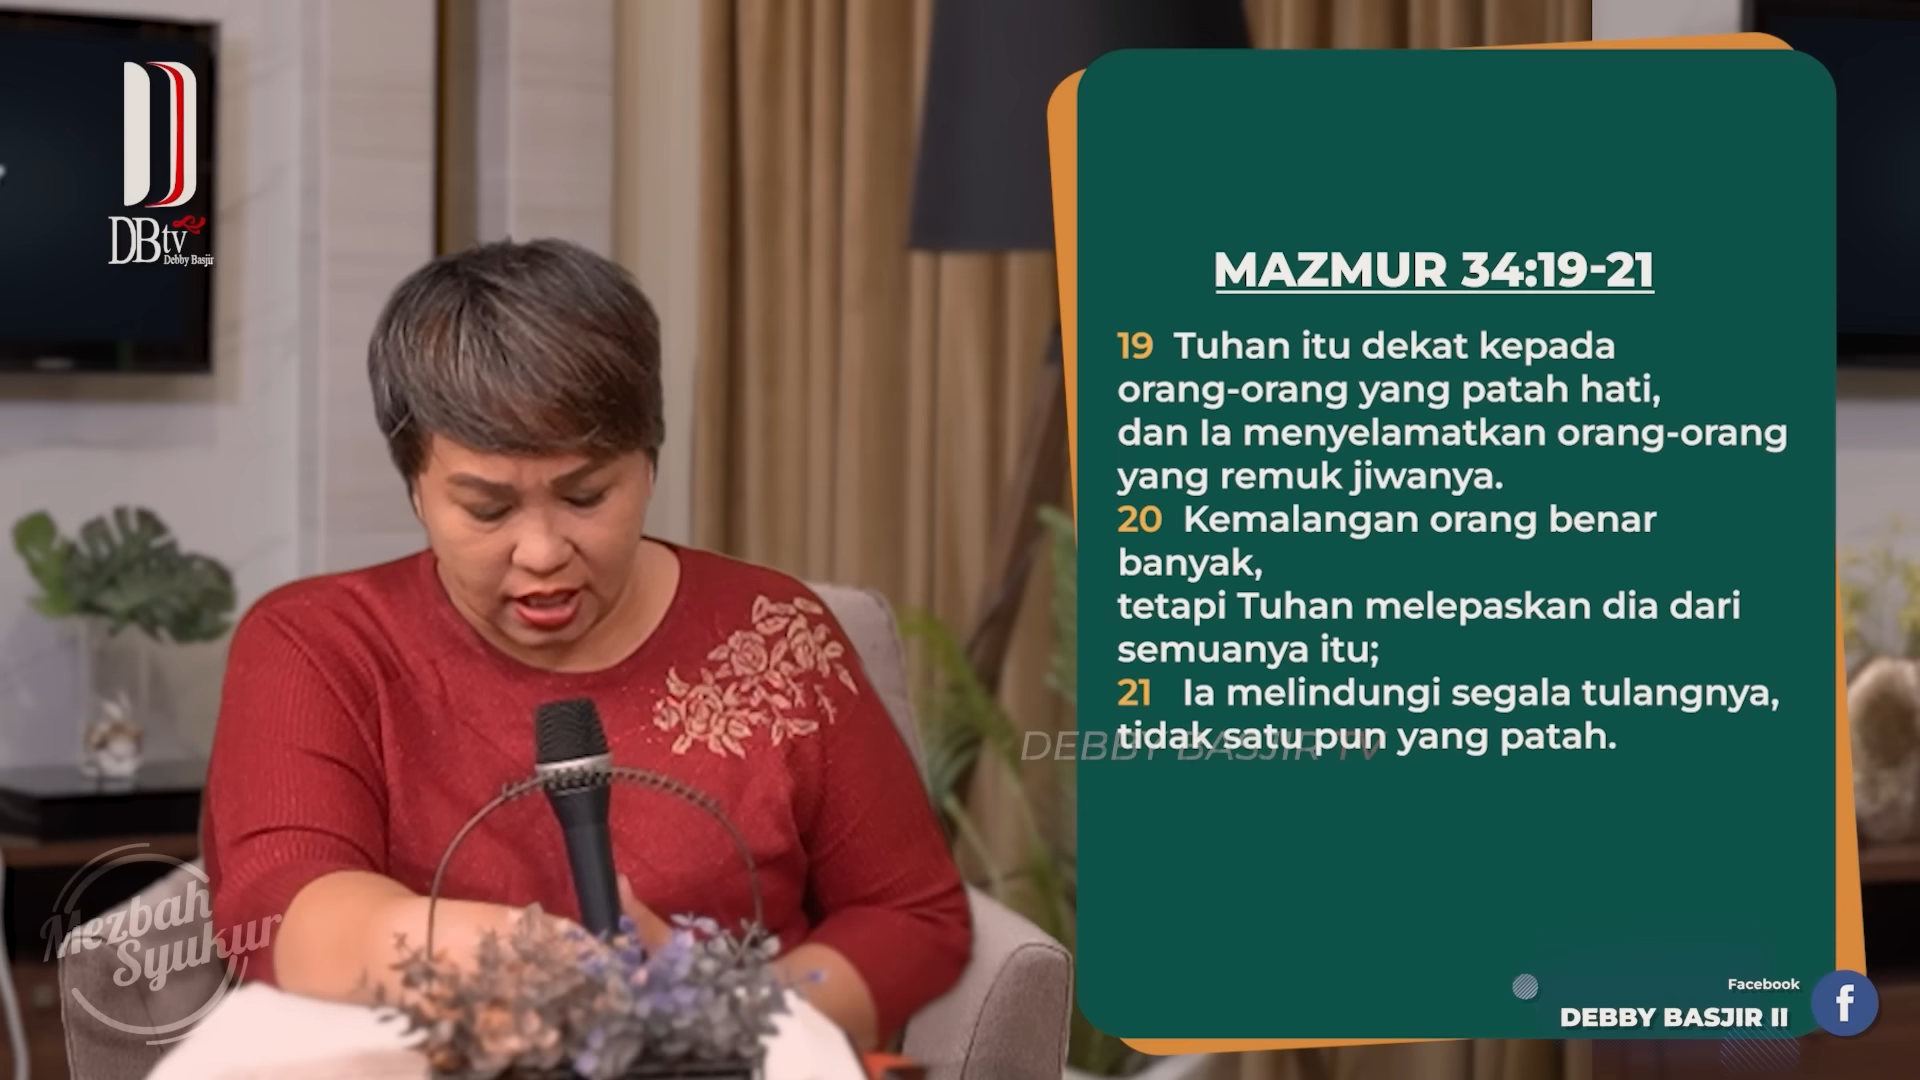 DBtv
Debby Basjir
MAZMUR 34:19-21
19 Tuhan itu dekat kepada
orang-orang yang patah hati,
dan Ia menyelamatkan orang-orang
yang remuk jiwanya.
20 Kemalangan orang benar
banyak,
tetapi Tuhan melepaskan dia dari
semuanya itu;
21 Ia melindungi segala tulangnya,
tidak satu pun yang patah.
DEBBY BASJIR TV
Mezbah
Syukur
Facebook
DEBBY BASJIR II
f